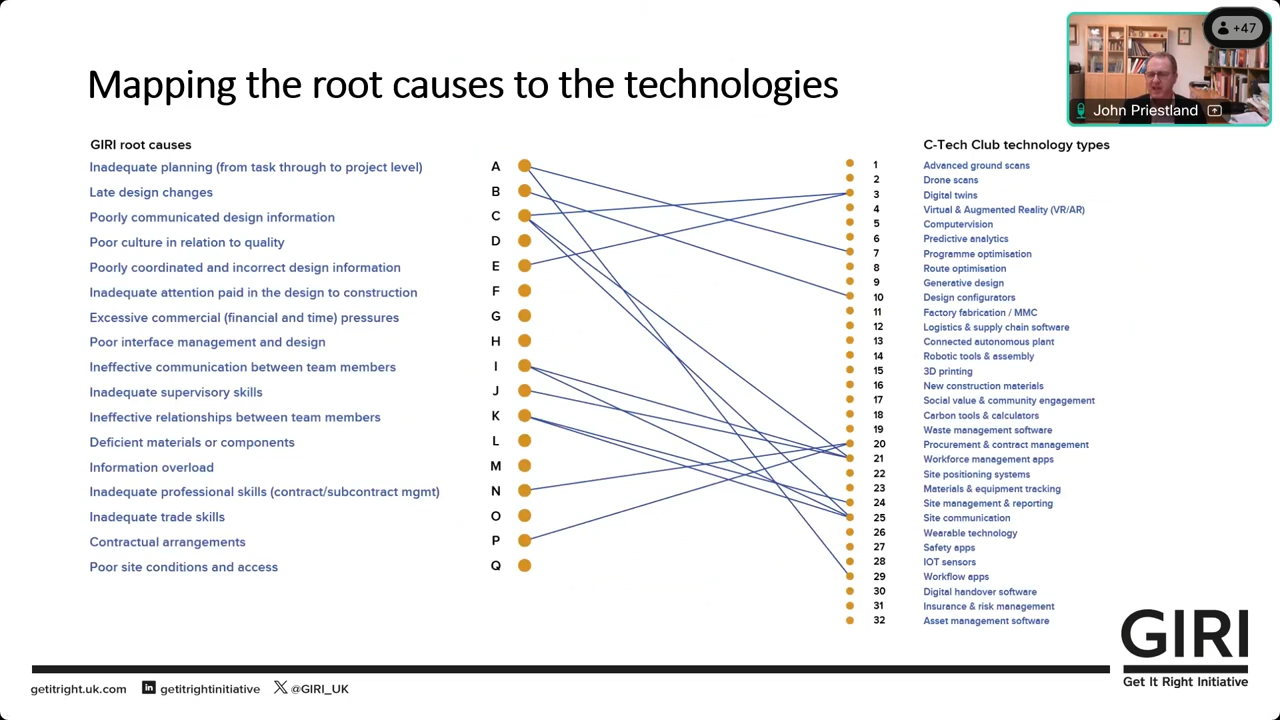 +47
Mapping the root causes to the technologies
John Priestland
GIRI root causes
C-Tech Club technology types
Inadequate planning (from task through to project level) A
Late design changes B
Poorly communicated design information C
Poor culture in relation to quality D
Poorly coordinated and incorrect design information E
Inadequate attention paid in the design to construction F
Excessive commercial (financial and time) pressures G
Poor interface management and design H
Ineffective communication between team members I
Inadequate supervisory skills J
Ineffective relationships between team members K
Deficient materials or components L
Information overload M
Inadequate professional skills (contract/subcontract mgmt) N
Inadequate trade skills O
Contractual arrangements P
Poor site conditions and access Q
1 Advanced ground scans
2 Drone scans
3 Digital twins
4 Virtual & Augmented Reality (VR/AR)
5 Computervision
6 Predictive analytics
7 Programme optimisation
8 Route optimisation
9 Generative design
10 Design configurators
11 Factory fabrication / MMC
12 Logistics & supply chain software
13 Connected autonomous plant
14 Robotic tools & assembly
15 3D printing
16 New construction materials
17 Social value & community engagement
18 Carbon tools & calculators
19 Waste management software
20 Procurement & contract management
21 Workforce management apps
22 Site positioning systems
23 Materials & equipment tracking
24 Site management & reporting
25 Site communication
26 Wearable technology
27 Safety apps
28 IOT sensors
29 Workflow apps
30 Digital handover software
31 Insurance & risk management
32 Asset management software
GIRI
Get It Right Initiative
getitright.uk.com in getitrightinitiative X @GIRI_UK